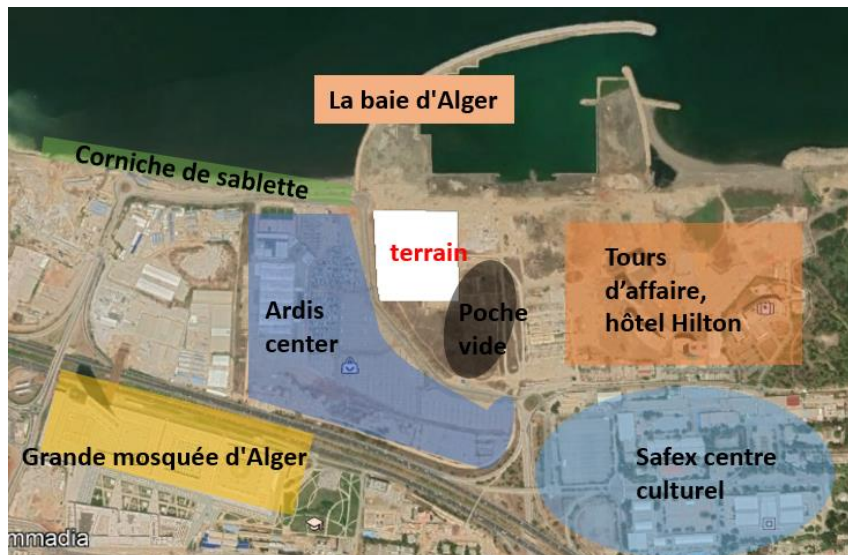 La baie d'Alger
Corniche de sablette
terrain
Tours
d’affaire,
hôtel Hilton
Ardis
center
Poche
vide
Grande mosquée d'Alger
Safex centre
culturel
mmadia